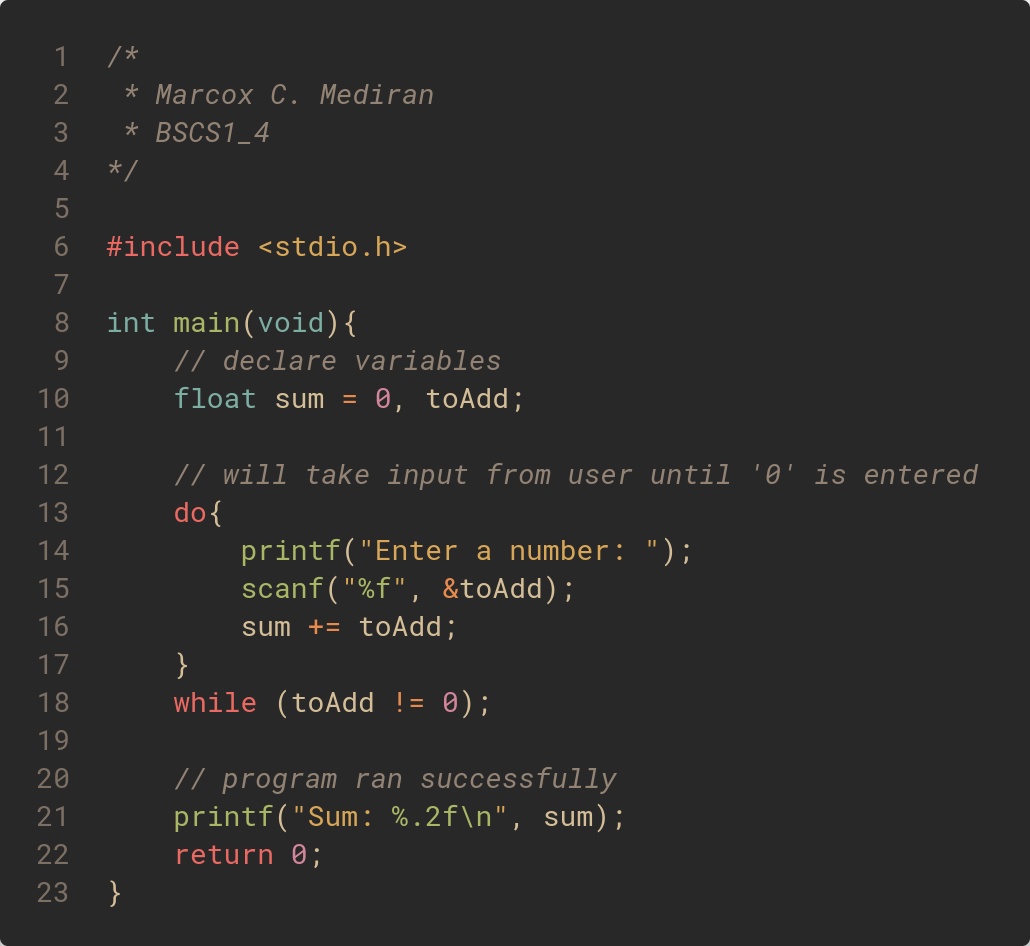 1 /*
2  * Marcox C. Mediran
3  * BSCS1_4
4 */
5
6 #include <stdio.h>
7
8 int main(void){
9     // declare variables
10     float sum = 0, toAdd;
11
12     // will take input from user until '0' is entered
13     do{
14         printf("Enter a number: ");
15         scanf("%f", &toAdd);
16         sum += toAdd;
17     }
18     while (toAdd != 0);
19
20     // program ran successfully
21     printf("Sum: %.2f\n", sum);
22     return 0;
23 }